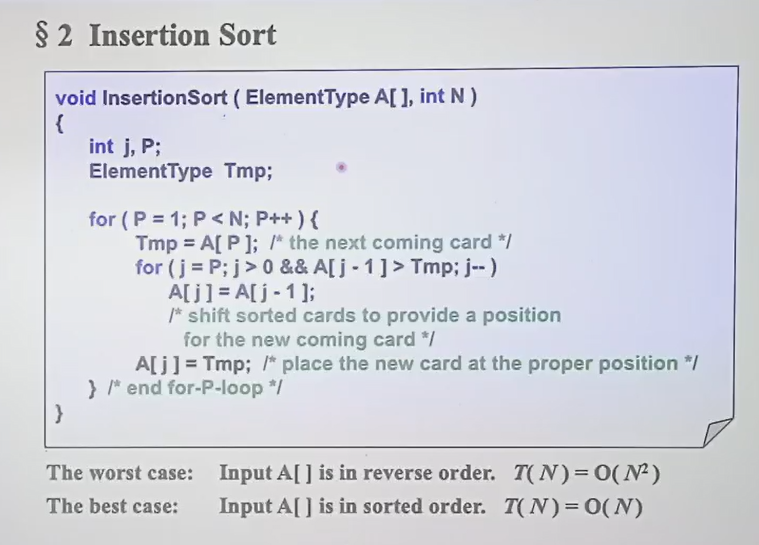 § 2 Insertion Sort
void InsertionSort ( ElementType A[ ], int N )
{
int j, P;
ElementType Tmp;
for ( P = 1; P < N; P++ ) {
Tmp = A[ P ]; /* the next coming card */
for ( j = P; j > 0 && A[ j - 1 ] > Tmp; j-- )
A[ j ] = A[ j - 1 ];
/* shift sorted cards to provide a position
for the new coming card */
A[ j ] = Tmp; /* place the new card at the proper position */
} /* end for-P-loop */
}
The worst case: Input A[ ] is in reverse order. T( N ) = O( N² )
The best case: Input A[ ] is in sorted order. T( N ) = O( N )